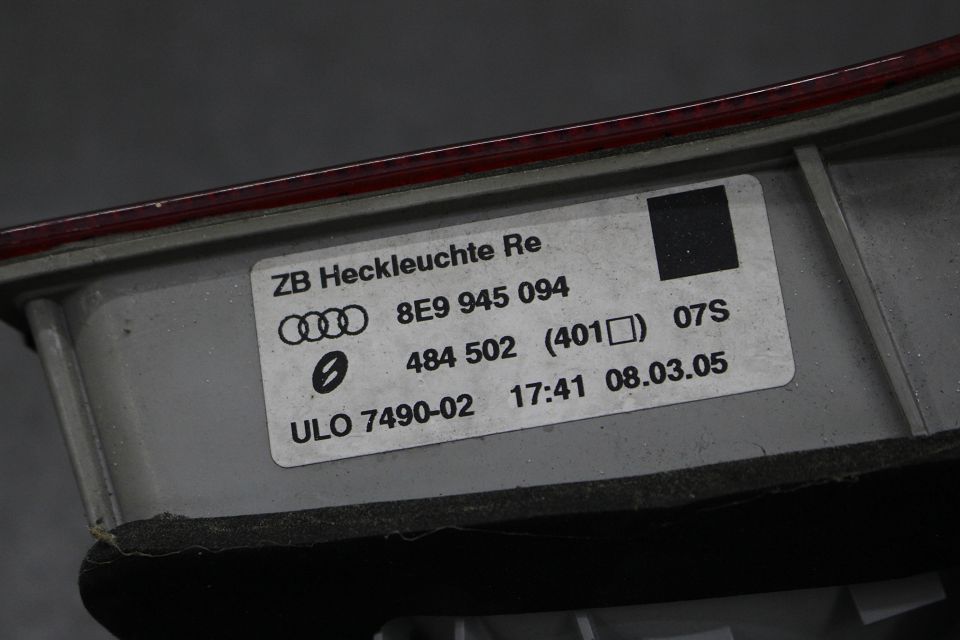 ZB Heckleuchte Re
8E9 945 094
484 502 (401□) 07S
ULO 7490-02 17:41 08.03.05